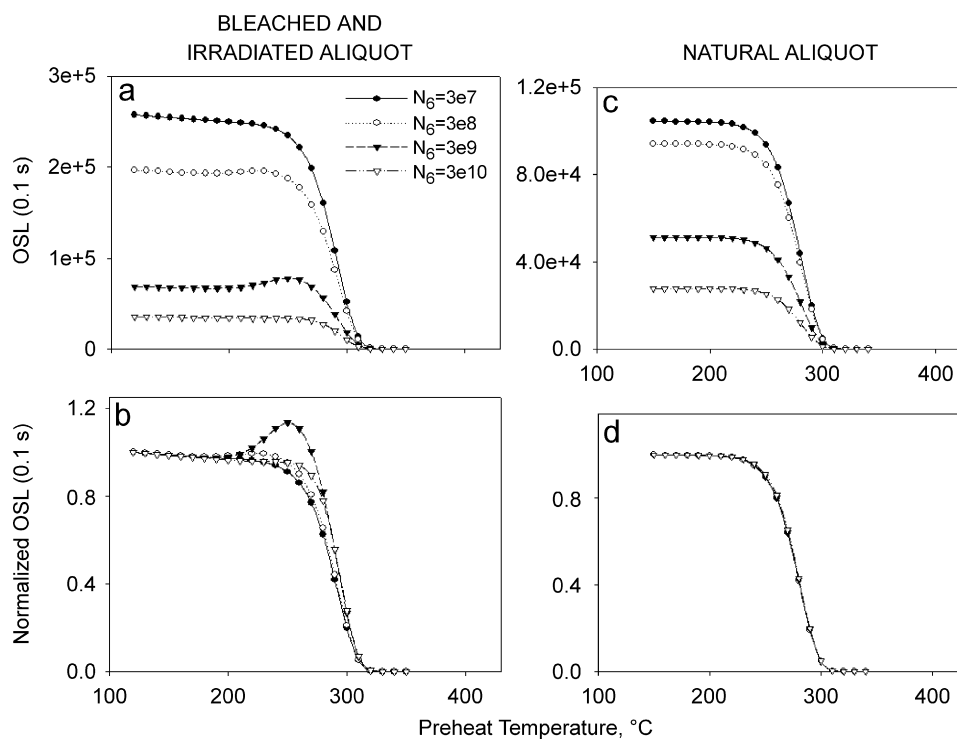 BLEACHED AND
IRRADIATED ALIQUOT
NATURAL ALIQUOT
a
3e+5
2e+5
1e+5
0
OSL (0.1 s)
N6=3e7
N6=3e8
N6=3e9
N6=3e10
c
1.2e+5
8.0e+4
4.0e+4
0.0
100 200 300 400
b
1.2
0.8
0.4
0.0
Normalized OSL (0.1 s)
100 200 300 400
d
0.8
0.4
0.0
100 200 300 400
Preheat Temperature, °C